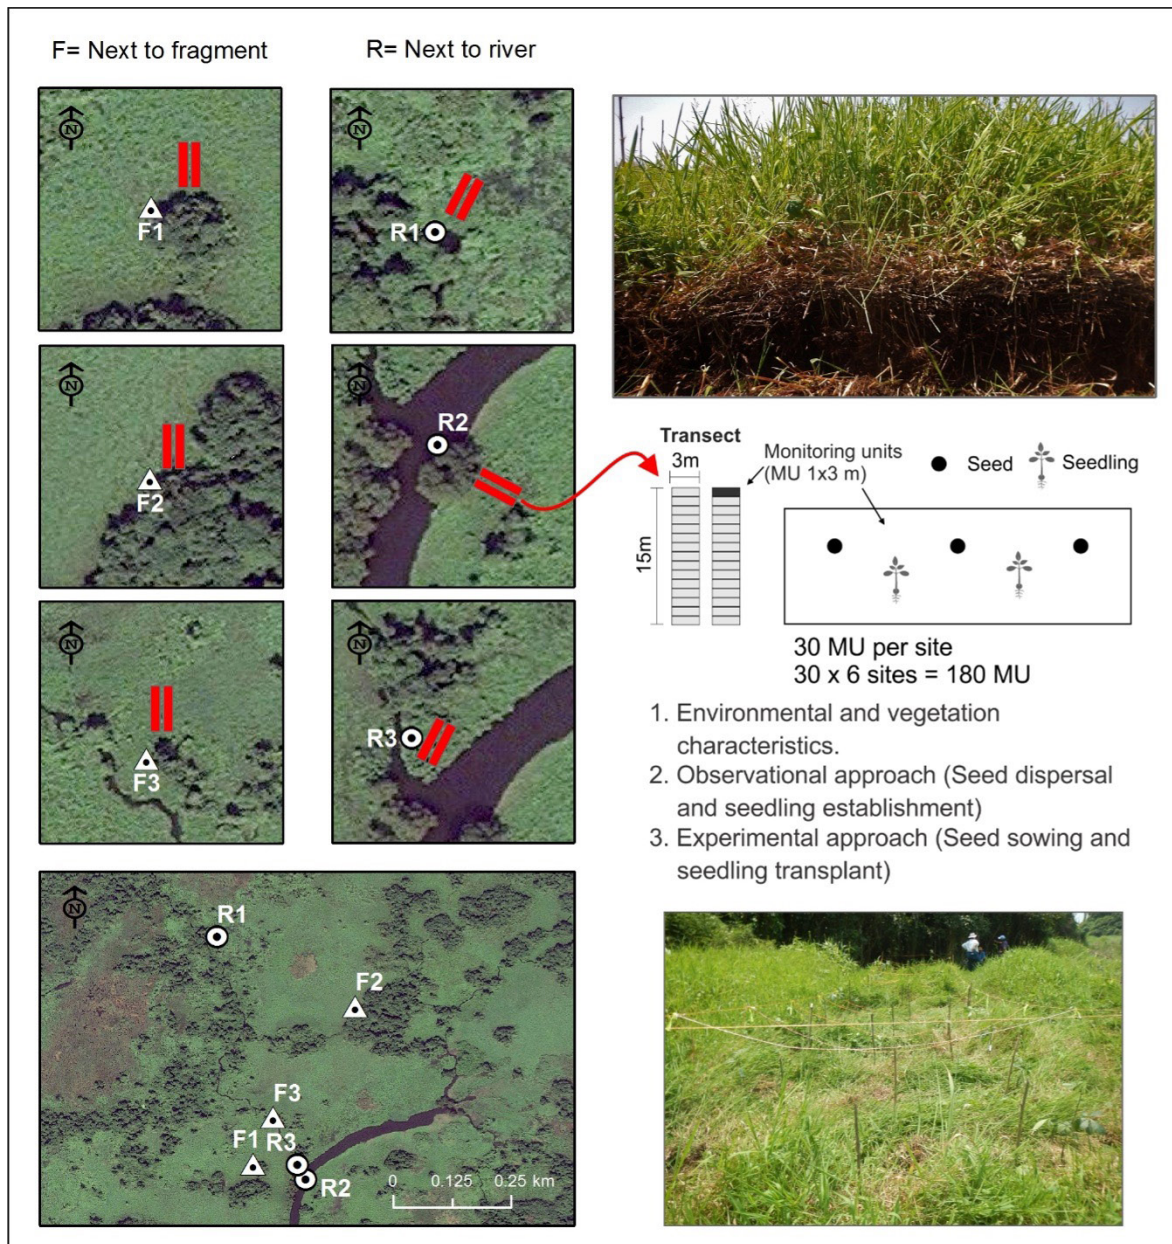 F= Next to fragment
R= Next to river
N
F1
N
R1
N
F2
N
R2
N
F3
N
R3
Transect
3m
15m
Monitoring units
(MU 1x3 m)
Seed
Seedling
30 MU per site
30 x 6 sites = 180 MU
1. Environmental and vegetation
characteristics.
2. Observational approach (Seed dispersal
and seedling establishment)
3. Experimental approach (Seed sowing and
seedling transplant)
N
R1
F2
F3
F1
R3
R2
0 0.125 0.25 km